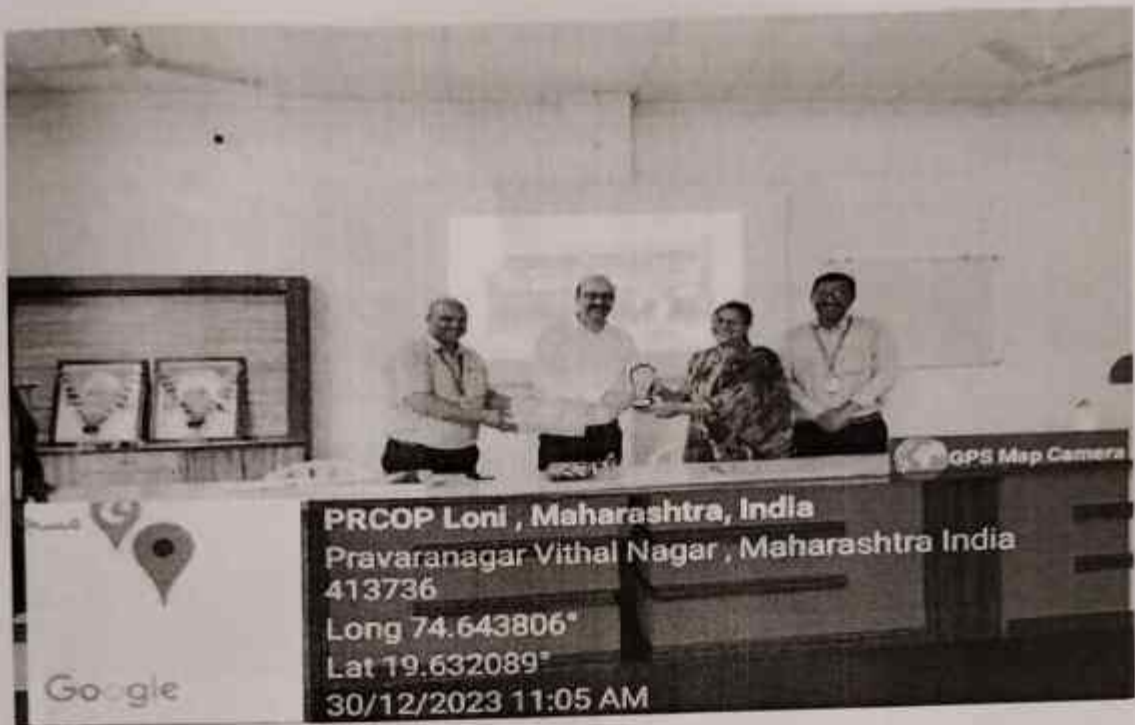 GPS Map Camera
PRCOP Loni , Maharashtra, India
Pravaranagar Vithal Nagar , Maharashtra India
413736
Long 74.643806°
Lat 19.632089°
30/12/2023 11:05 AM
Google